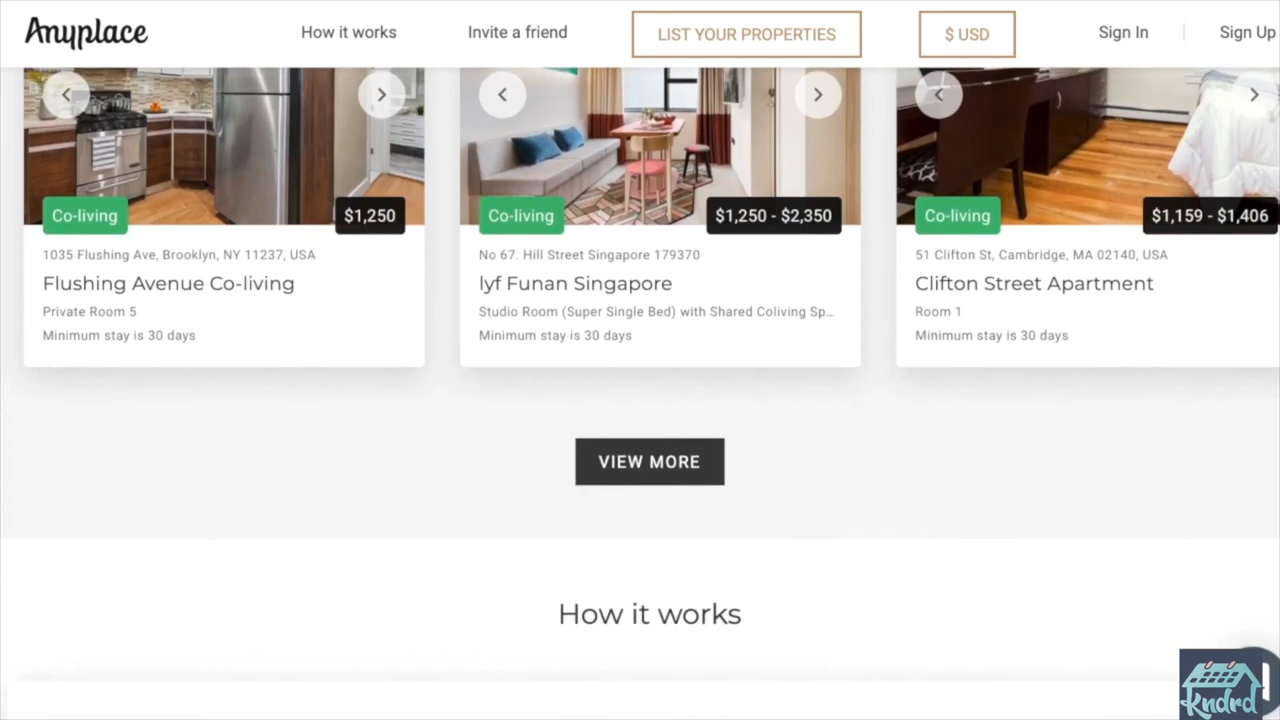 Anyplace
How it works
Invite a friend
LIST YOUR PROPERTIES
$ USD
Sign In
Sign Up
Co-living
$1,250
1035 Flushing Ave, Brooklyn, NY 11237, USA
Flushing Avenue Co-living
Private Room 5
Minimum stay is 30 days
Co-living
$1,250 - $2,350
No 67. Hill Street Singapore 179370
lyf Funan Singapore
Studio Room (Super Single Bed) with Shared Coliving Sp...
Minimum stay is 30 days
Co-living
$1,159 - $1,406
51 Clifton St, Cambridge, MA 02140, USA
Clifton Street Apartment
Room 1
Minimum stay is 30 days
VIEW MORE
How it works
Kndrd